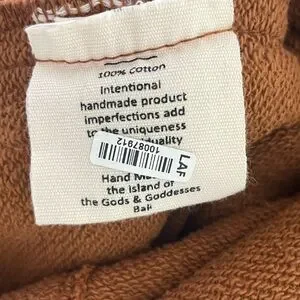 100% Cotton
Intentional
handmade product
imperfections add
to the uniqueness
LAF
10087912
Hand
the island of
the Gods & Goddesses
Bali